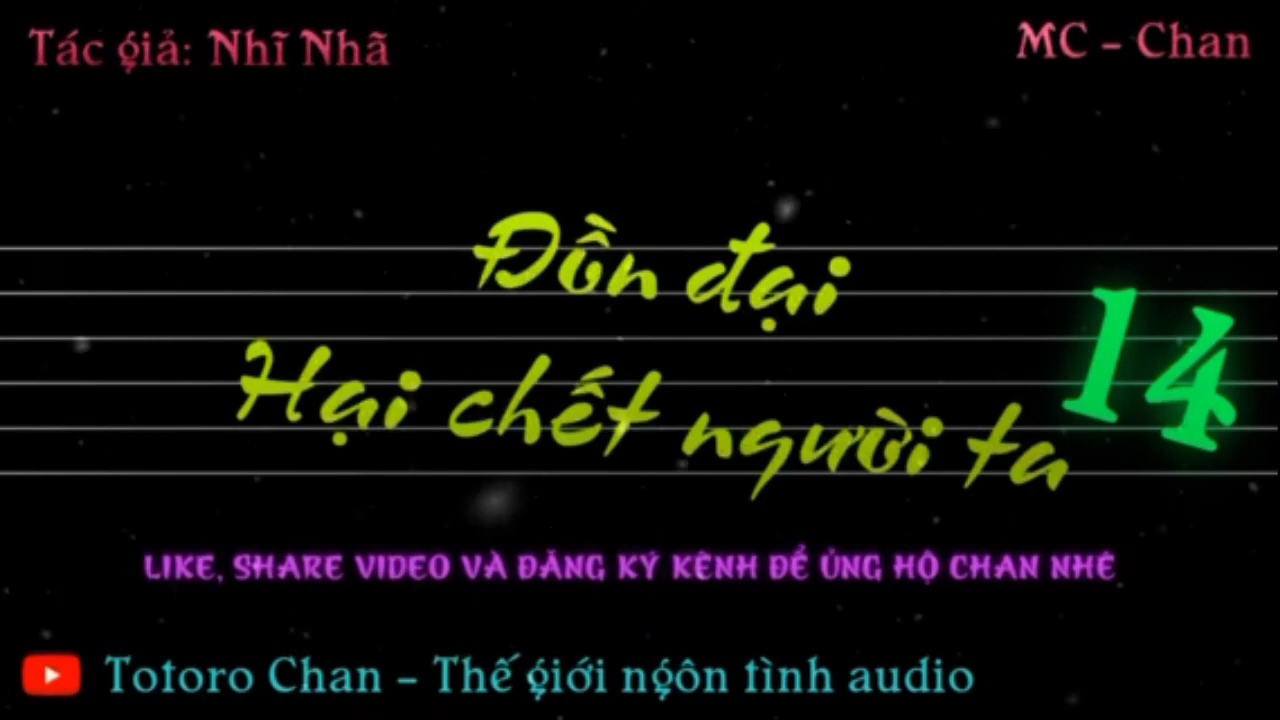 Tác giả: Nhĩ Nhã
MC - Chan
Đồn đại
Hại chết người ta
14
LIKE, SHARE VIDEO VÀ ĐĂNG KÝ KÊNH ĐỂ ỦNG HỘ CHAN NHÉ
Totoro Chan - Thế giới ngôn tình audio